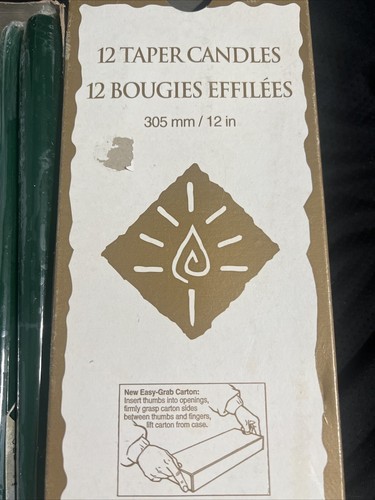 12 TAPER CANDLES
12 BOUGIES EFFILÉES
305 mm / 12 in
New Easy-Grab Carton:
Insert thumbs into openings,
firmly grasp carton sides
between thumbs and fingers,
lift carton from case.